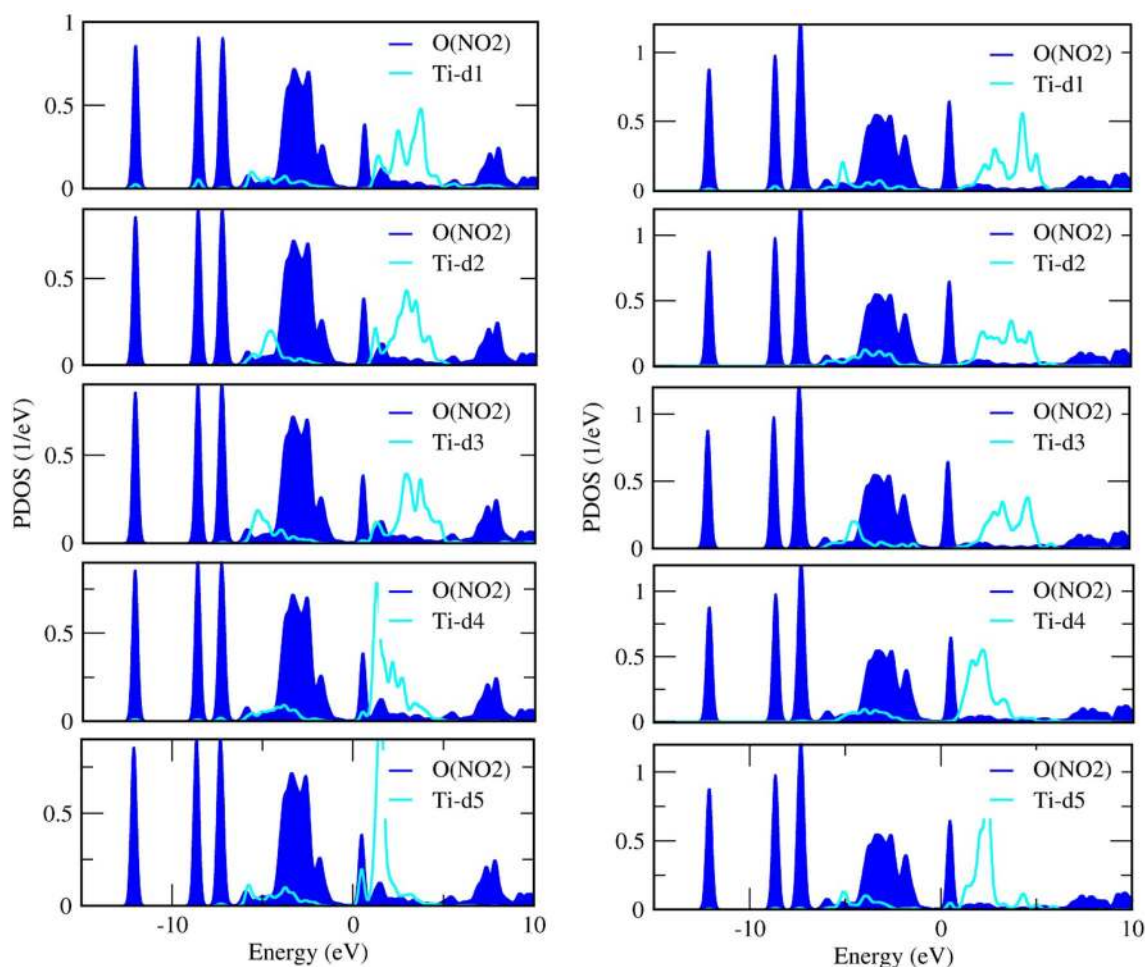 1
0.5
0
O(NO2)
Ti-d1
0.5
0
O(NO2)
Ti-d2
0.5
0
O(NO2)
Ti-d3
0.5
0
O(NO2)
Ti-d4
0.5
0
O(NO2)
Ti-d5
-10
0
10
Energy (eV)
PDOS (1/eV)
1
0.5
0
O(NO2)
Ti-d1
1
0.5
0
O(NO2)
Ti-d2
1
0.5
0
O(NO2)
Ti-d3
1
0.5
0
O(NO2)
Ti-d4
1
0.5
0
O(NO2)
Ti-d5
-10
0
10
Energy (eV)
PDOS (1/eV)